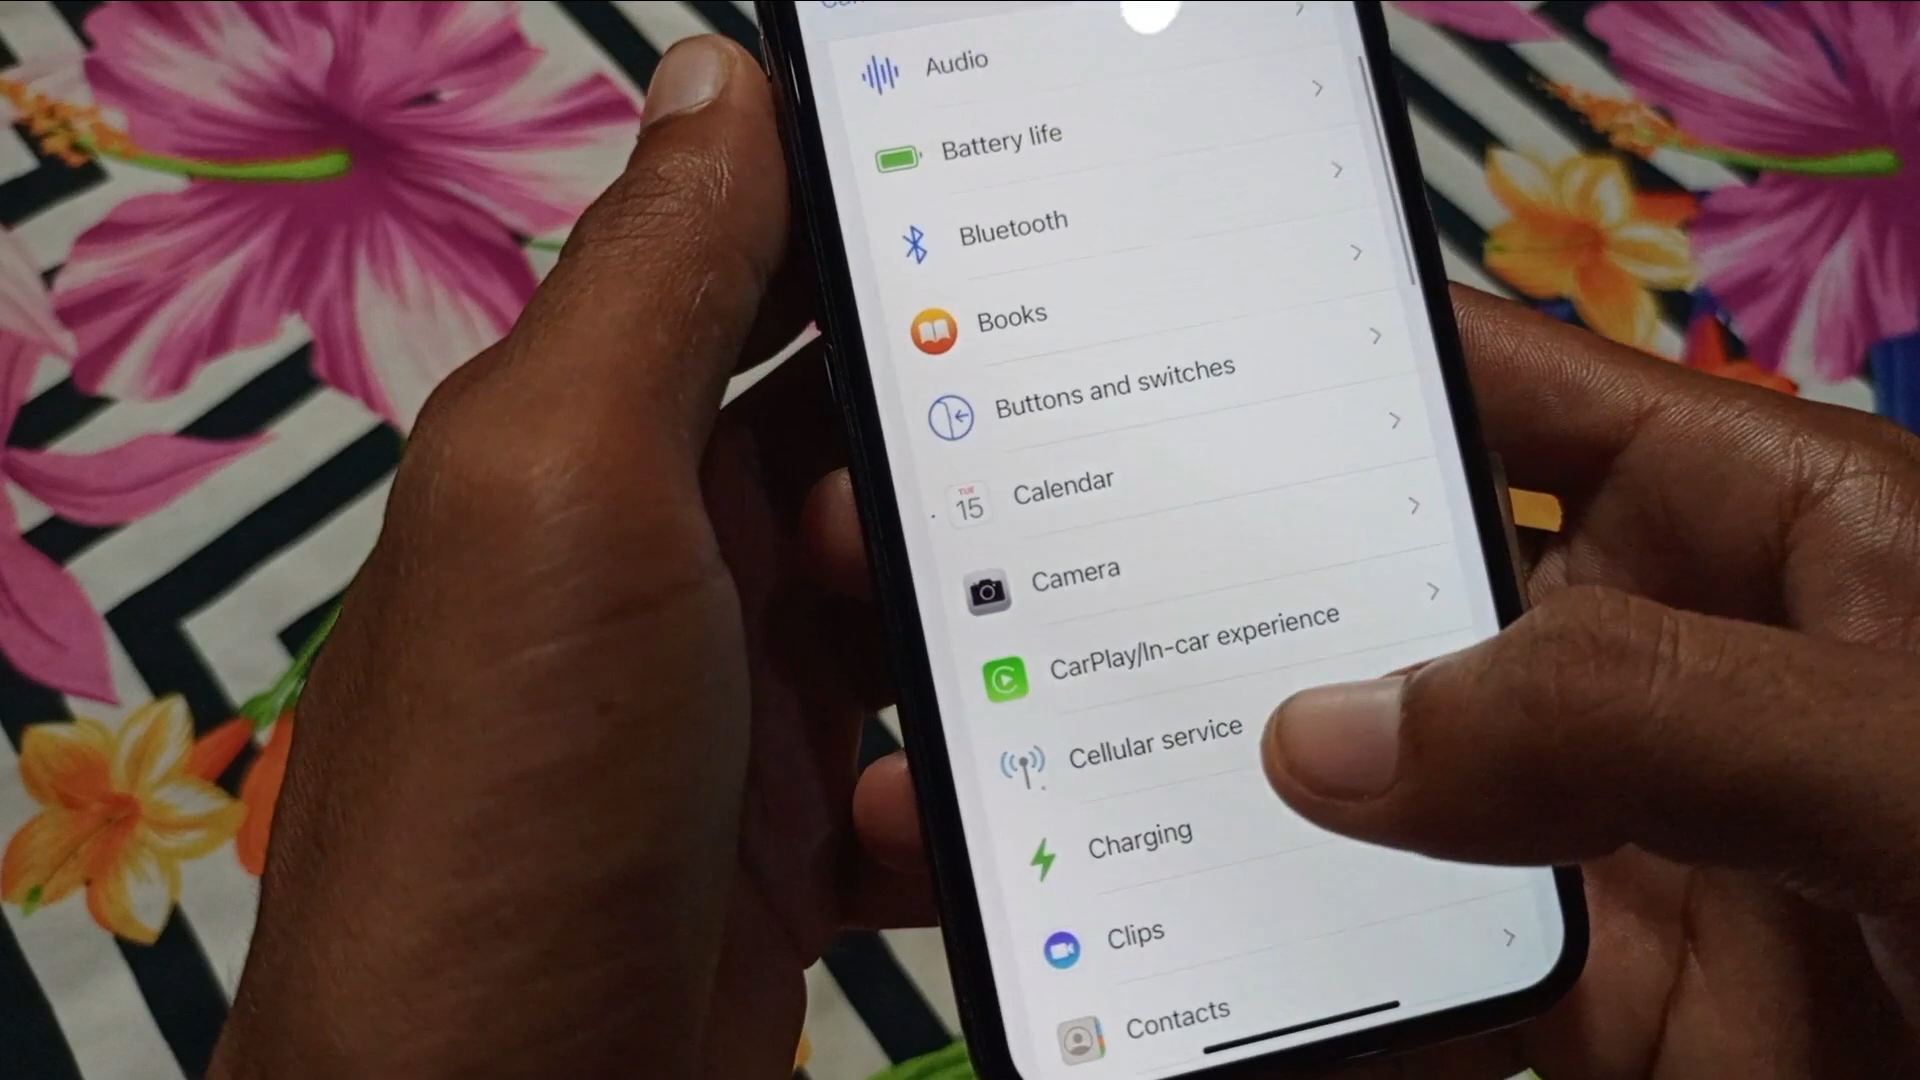 Audio
Battery life
Bluetooth
Books
Buttons and switches
TUE
15
Calendar
Camera
CarPlay/In-car experience
Cellular service
Charging
Clips
Contacts